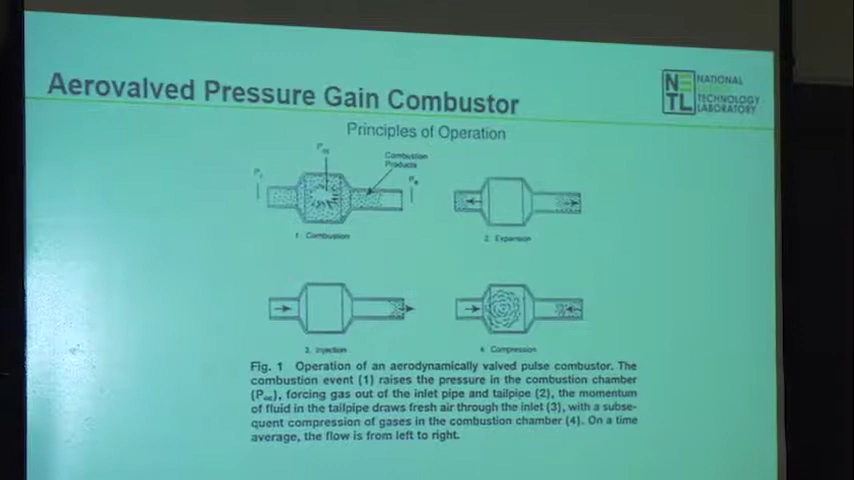 Aerovalved Pressure Gain Combustor
NETL
NATIONAL
TECHNOLOGY
LABORATORY
Principles of Operation
Combustion
Products
1. Combustion
2. Expansion
3. Injection
4. Compression
Fig. 1 Operation of an aerodynamically valved pulse combustor. The
combustion event (1) raises the pressure in the combustion chamber
(P), forcing gas out of the inlet pipe and tailpipe (2), the momentum
of fluid in the tailpipe draws fresh air through the inlet (3), with a subse-
quent compression of gases in the combustion chamber (4). On a time
average, the flow is from left to right.